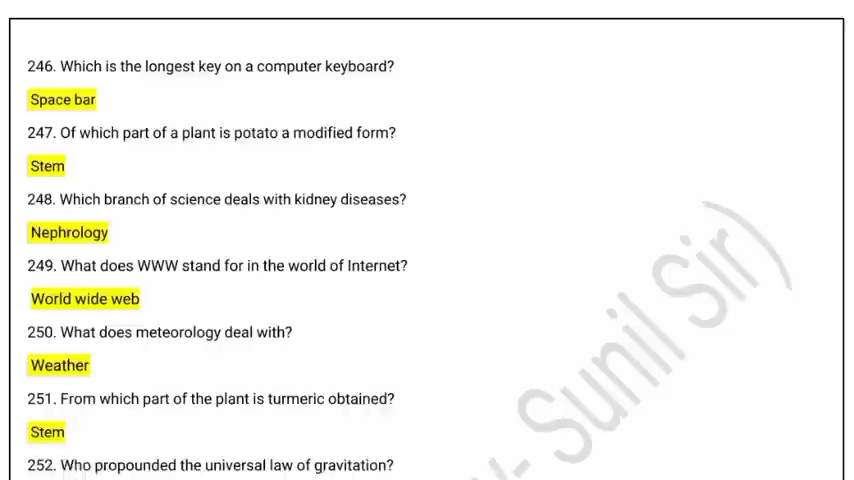 246. Which is the longest key on a computer keyboard?
Space bar
247. Of which part of a plant is potato a modified form?
Stem
248. Which branch of science deals with kidney diseases?
Nephrology
249. What does WWW stand for in the world of Internet?
World wide web
250. What does meteorology deal with?
Weather
251. From which part of the plant is turmeric obtained?
Stem
252. Who propounded the universal law of gravitation?
- Sunil Sir)